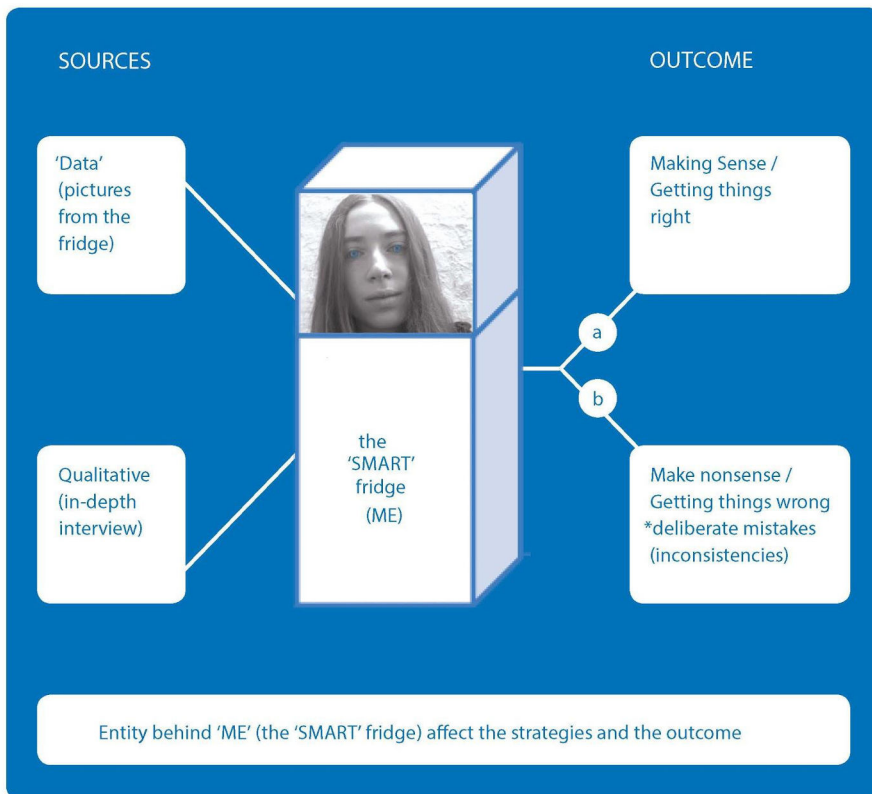 SOURCES
OUTCOME
‘Data’
(pictures
from the
fridge)
Qualitative
(in-depth
interview)
the
‘SMART’
fridge
(ME)
Making Sense /
Getting things
right
a
b
Make nonsense /
Getting things wrong
*deliberate mistakes
(inconsistencies)
Entity behind ‘ME’ (the ‘SMART’ fridge) affect the strategies and the outcome